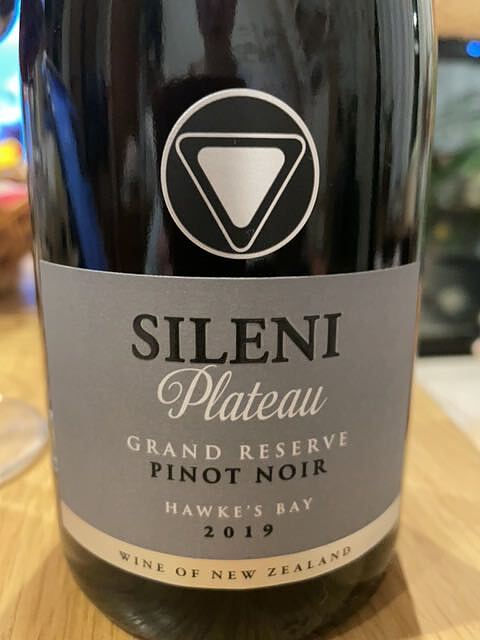 SILENI
Plateau
GRAND RESERVE
PINOT NOIR
HAWKE'S BAY
2019
WINE OF NEW ZEALAND